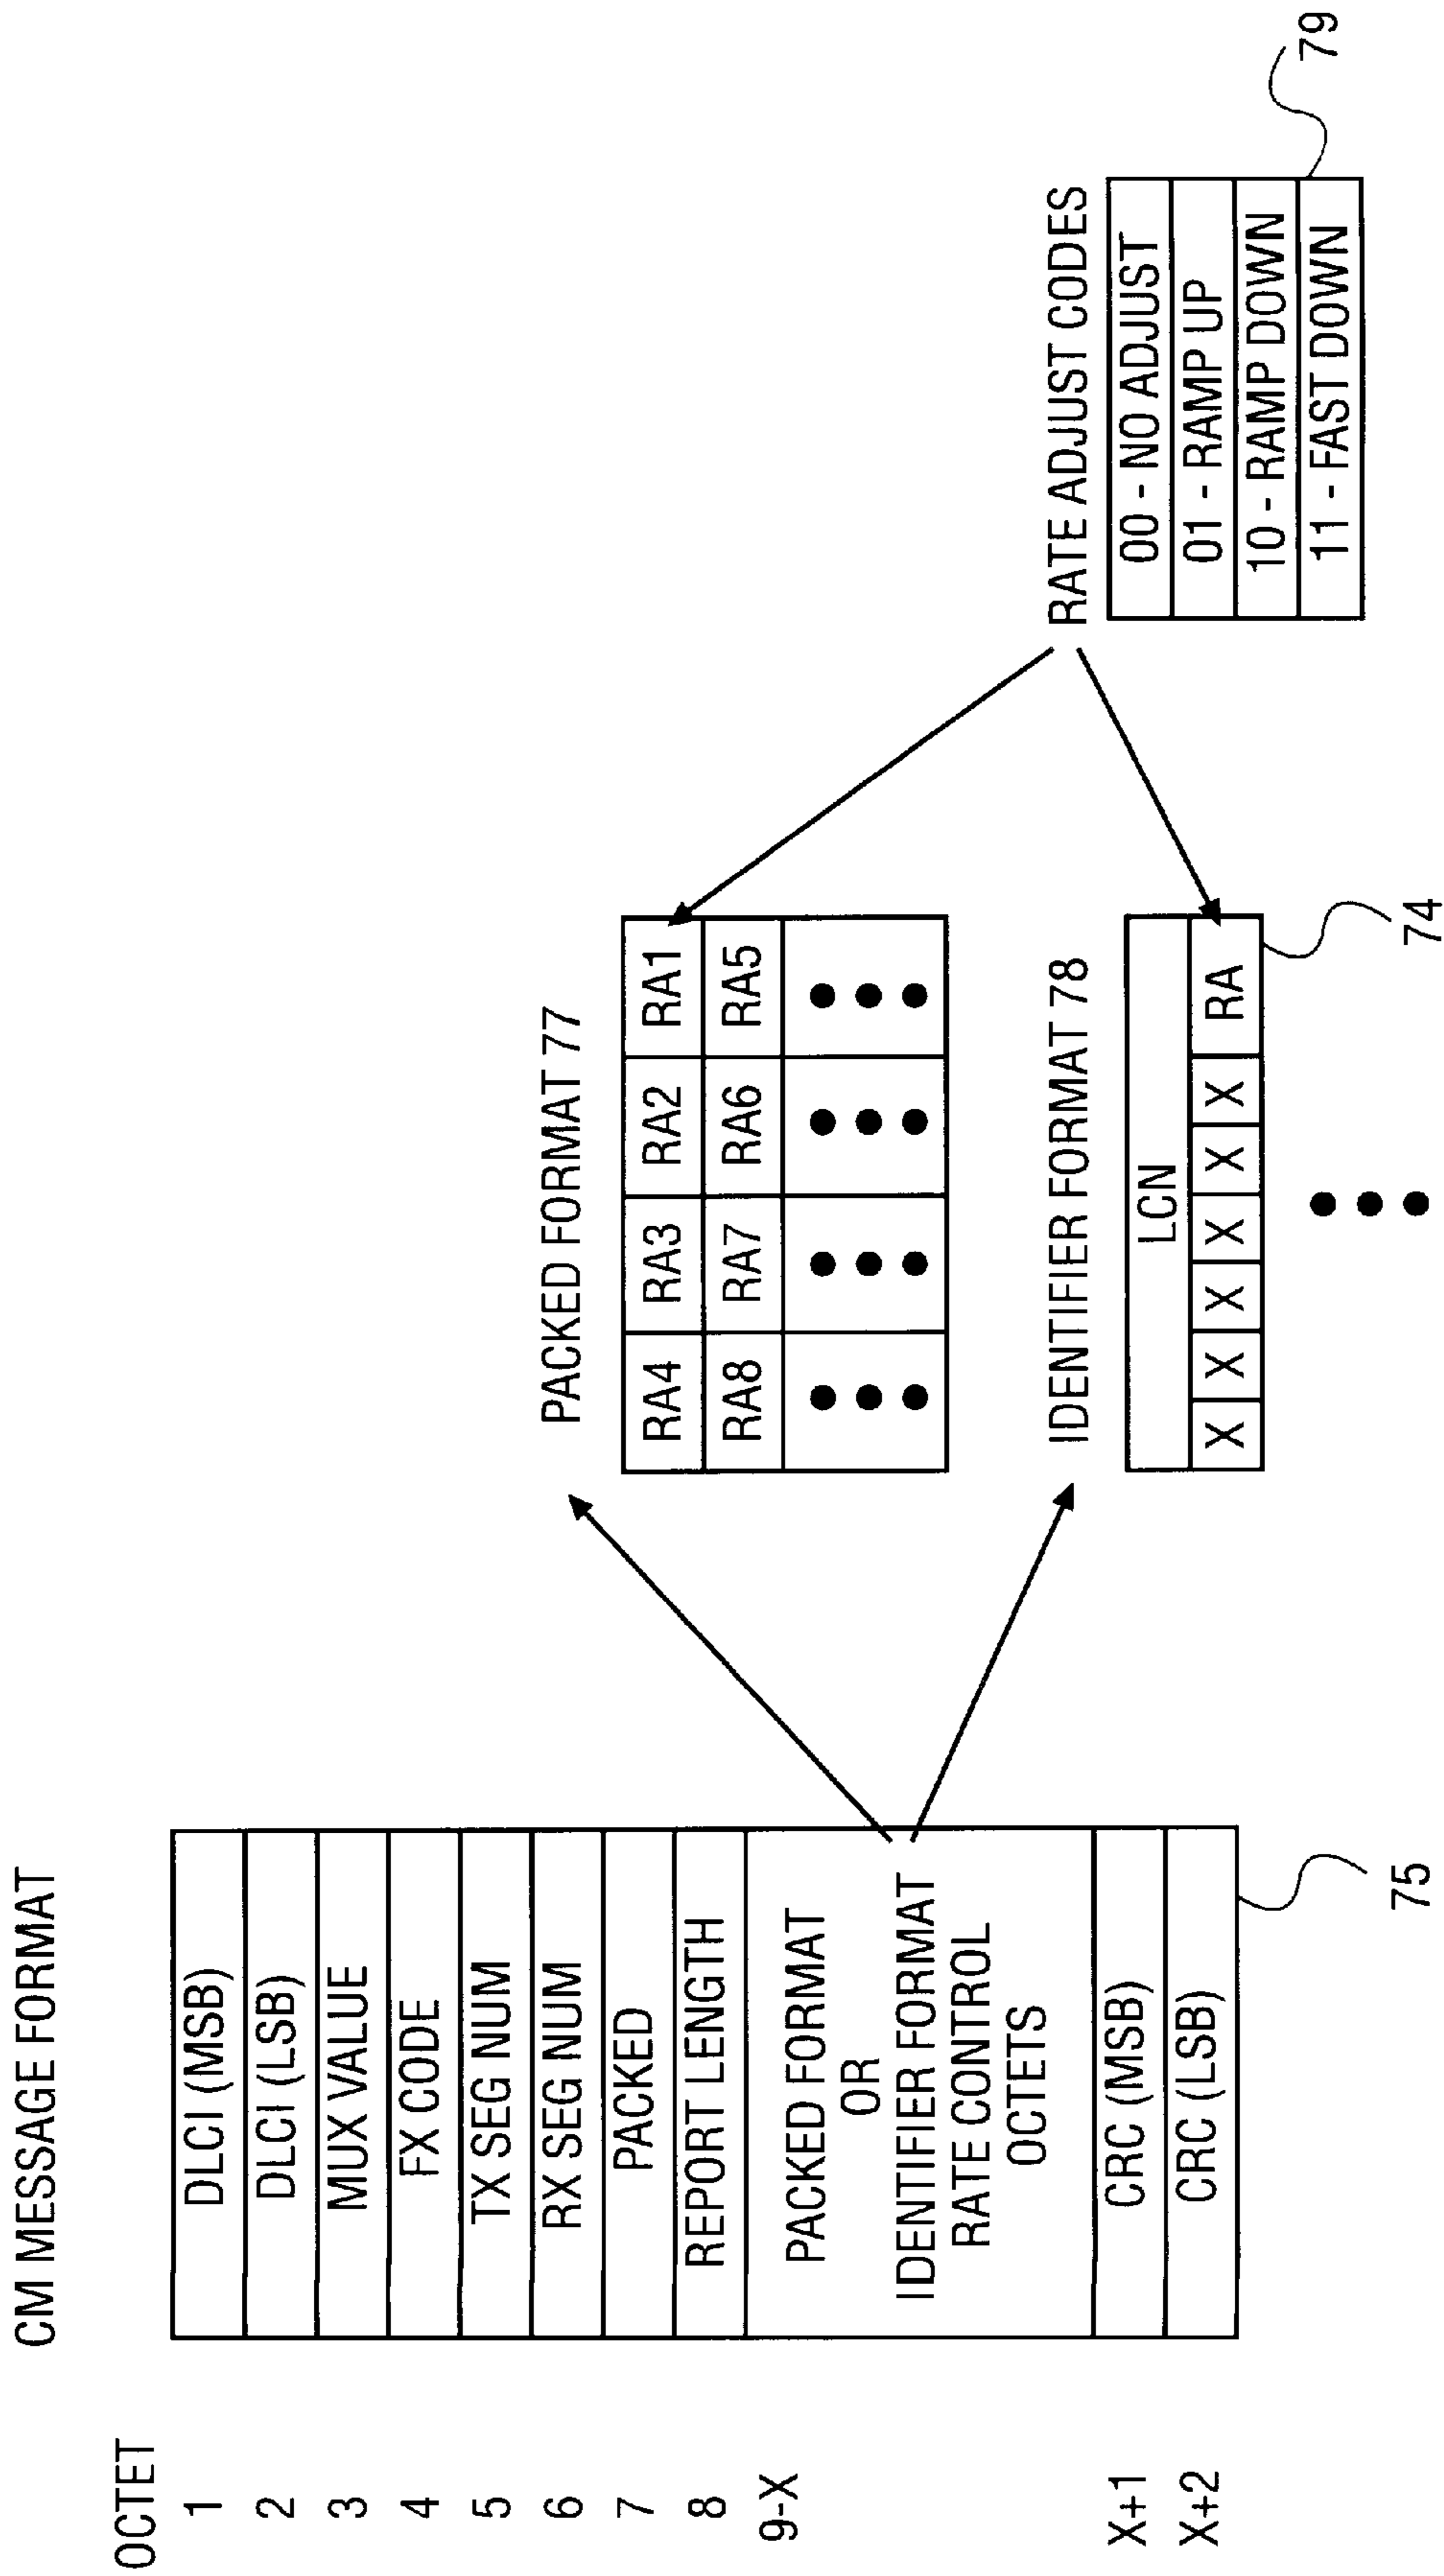 CM MESSAGE FORMAT
OCTET
1 DLCI (MSB)
2 DLCI (LSB)
3 MUX VALUE
4 FX CODE
5 TX SEG NUM
6 RX SEG NUM
7 PACKED
8 REPORT LENGTH
9-X PACKED FORMAT
OR
IDENTIFIER FORMAT
RATE CONTROL
OCTETS
X+1 CRC (MSB)
X+2 CRC (LSB)
75
PACKED FORMAT 77
RA4 RA3 RA2 RA1
RA8 RA7 RA6 RA5
IDENTIFIER FORMAT 78
LCN
X X X X X X RA
74
RATE ADJUST CODES
00 - NO ADJUST
01 - RAMP UP
10 - RAMP DOWN
11 - FAST DOWN
79